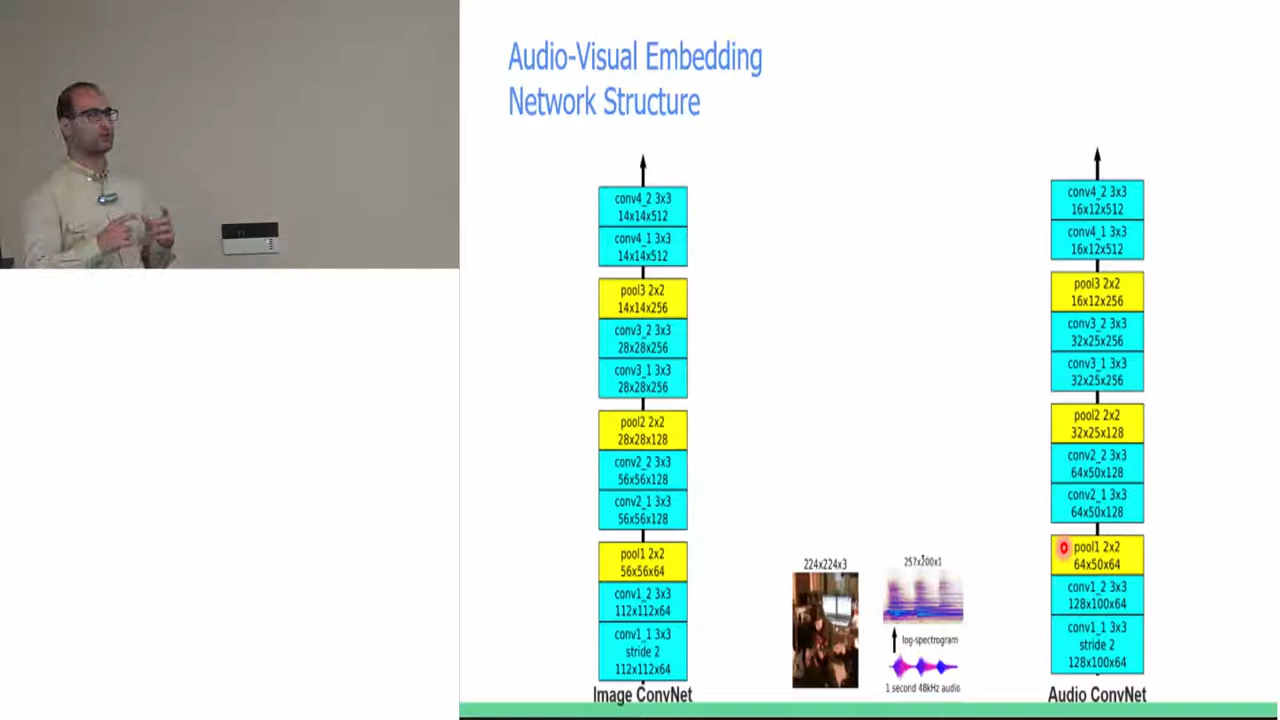 Audio-Visual Embedding
Network Structure
conv4_2 3x3
14x14x512
conv4_1 3x3
14x14x512
pool3 2x2
14x14x256
conv3_2 3x3
28x28x256
conv3_1 3x3
28x28x256
pool2 2x2
28x28x128
conv2_2 3x3
56x56x128
conv2_1 3x3
56x56x128
pool1 2x2
56x56x64
conv1_2 3x3
112x112x64
conv1_1 3x3
stride 2
112x112x64
Image ConvNet
224x224x3
257x200x1
log-spectrogram
1 second 48kHz audio
conv4_2 3x3
16x12x512
conv4_1 3x3
16x12x512
pool3 2x2
16x12x256
conv3_2 3x3
32x25x256
conv3_1 3x3
32x25x256
pool2 2x2
32x25x128
conv2_2 3x3
64x50x128
conv2_1 3x3
64x50x128
pool1 2x2
64x50x64
conv1_2 3x3
128x100x64
conv1_1 3x3
stride 2
128x100x64
Audio ConvNet